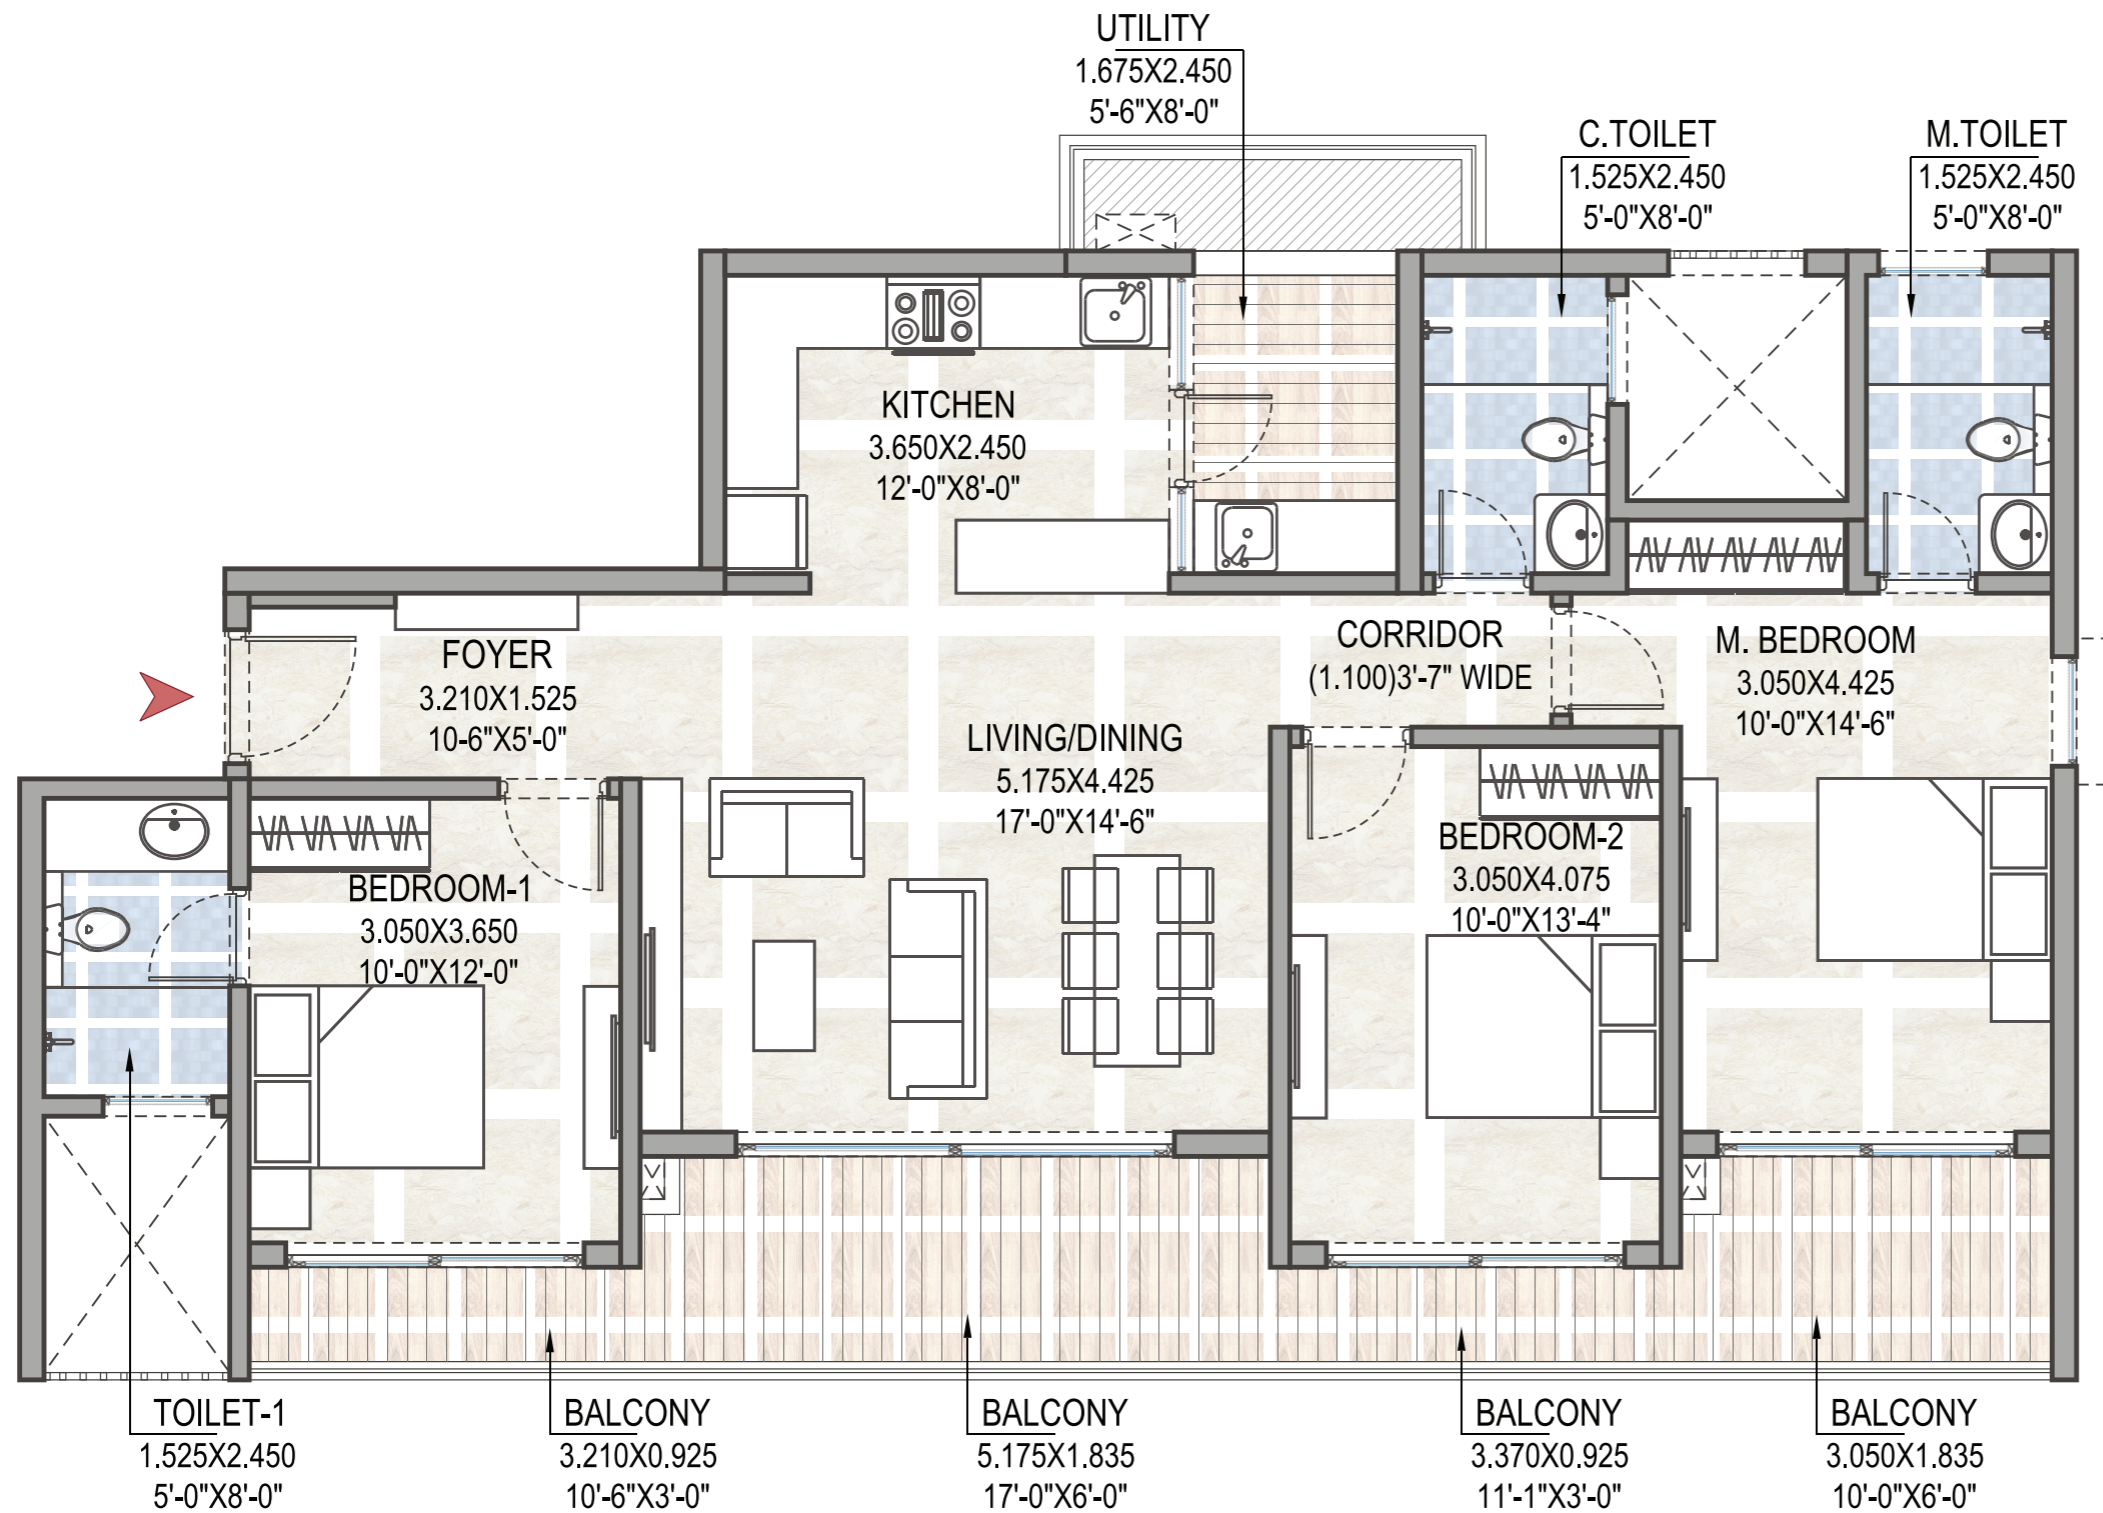 UTILITY
1.675X2.450
5'-6"X8'-0"
C.TOILET
1.525X2.450
5'-0"X8'-0"
M.TOILET
1.525X2.450
5'-0"X8'-0"
KITCHEN
3.650X2.450
12'-0"X8'-0"
FOYER
3.210X1.525
10-6"X5'-0"
CORRIDOR
(1.100)3'-7" WIDE
M. BEDROOM
3.050X4.425
10'-0"X14'-6"
LIVING/DINING
5.175X4.425
17'-0"X14'-6"
BEDROOM-2
3.050X4.075
10'-0"X13'-4"
BEDROOM-1
3.050X3.650
10'-0"X12'-0"
TOILET-1
1.525X2.450
5'-0"X8'-0"
BALCONY
3.210X0.925
10'-6"X3'-0"
BALCONY
5.175X1.835
17'-0"X6'-0"
BALCONY
3.370X0.925
11'-1"X3'-0"
BALCONY
3.050X1.835
10'-0"X6'-0"